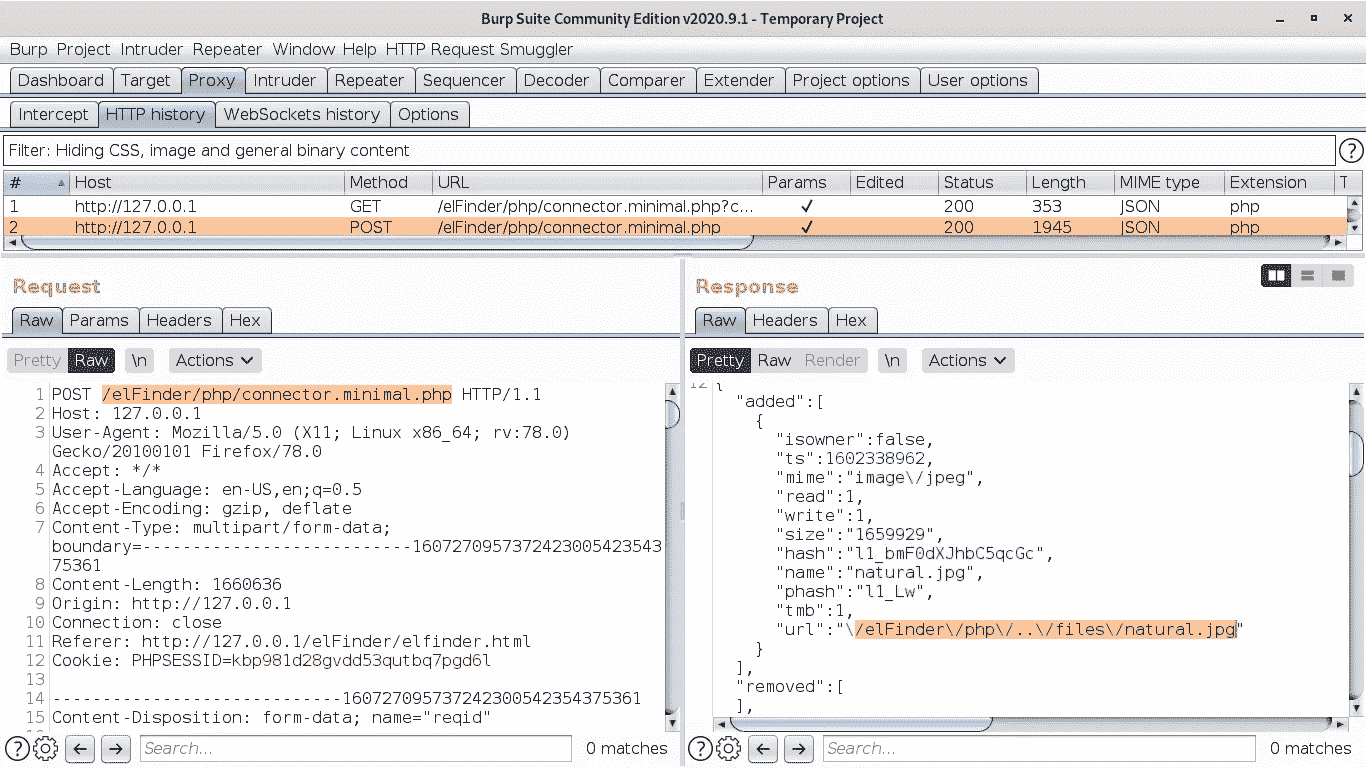 Burp Suite Community Edition v2020.9.1 - Temporary Project
Burp Project Intruder Repeater Window Help HTTP Request Smuggler
Dashboard Target Proxy Intruder Repeater Sequencer Decoder Comparer Extender Project options User options
Intercept HTTP history WebSockets history Options
Filter: Hiding CSS, image and general binary content ?
# Host Method URL Params Edited Status Length MIME type Extension T
1 http://127.0.0.1 GET /elFinder/php/connector.minimal.php?c... ✓ 200 353 JSON php
2 http://127.0.0.1 POST /elFinder/php/connector.minimal.php ✓ 200 1945 JSON php
Request
Raw Params Headers Hex
Pretty Raw \n Actions
1 POST /elFinder/php/connector.minimal.php HTTP/1.1
2 Host: 127.0.0.1
3 User-Agent: Mozilla/5.0 (X11; Linux x86_64; rv:78.0)
Gecko/20100101 Firefox/78.0
4 Accept: */*
5 Accept-Language: en-US,en;q=0.5
6 Accept-Encoding: gzip, deflate
7 Content-Type: multipart/form-data;
boundary=---------------------------1607270957372423005423543
75361
8 Content-Length: 1660636
9 Origin: http://127.0.0.1
10 Connection: close
11 Referer: http://127.0.0.1/elFinder/elfinder.html
12 Cookie: PHPSESSID=kbp981d28gvdd53qutbq7pgd6l
13
14 -----------------------------160727095737242300542354375361
15 Content-Disposition: form-data; name="reqid"
? Search... 0 matches
Response
Raw Headers Hex
Pretty Raw Render \n Actions
12 {
"added":[
{
"isowner":false,
"ts":1602338962,
"mime":"image\/jpeg",
"read":1,
"write":1,
"size":"1659929",
"hash":"l1_bmF0dXJhbC5qcGc",
"name":"natural.jpg",
"phash":"l1_Lw",
"tmb":1,
"url":"\/elFinder\/php\/..\/files\/natural.jpg"
}
],
"removed":[
],
? Search... 0 matches